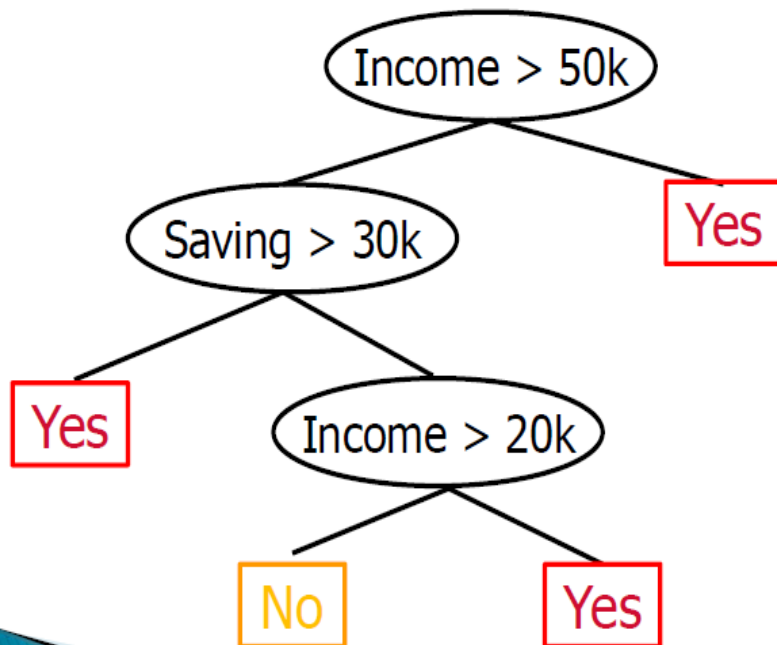 Income > 50k
Saving > 30k
Yes
Yes
Income > 20k
No
Yes